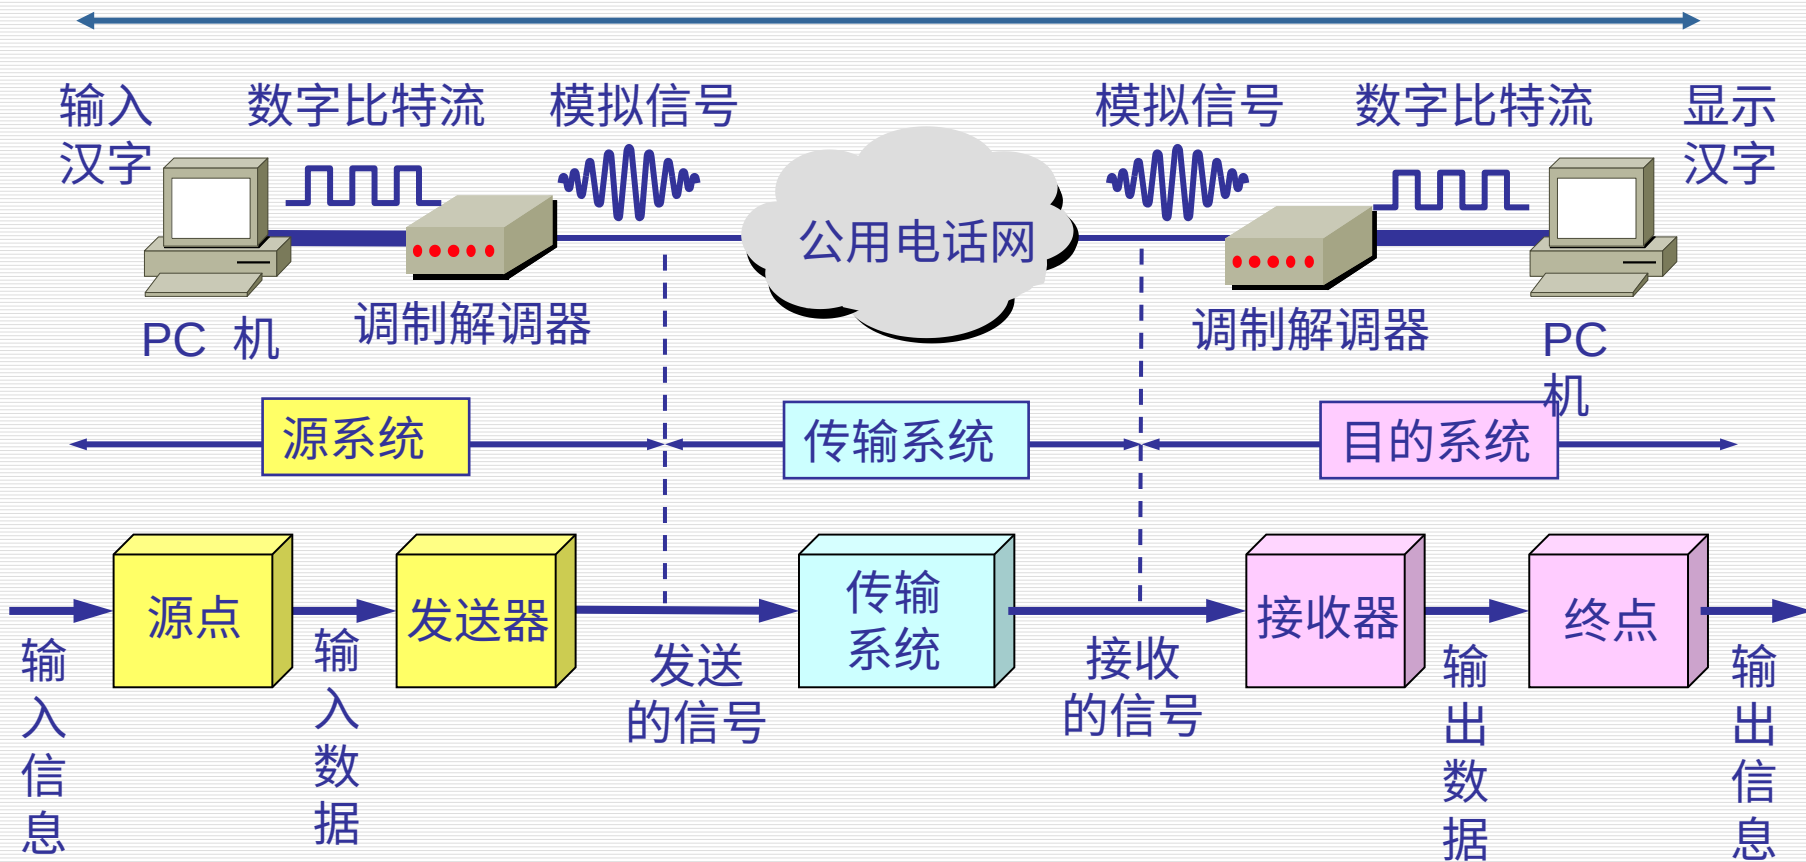 输入
汉字
数字比特流
模拟信号
模拟信号
数字比特流
显示
汉字
公用电话网
PC 机
调制解调器
调制解调器
PC
机
源系统
传输系统
目的系统
源点
发送器
传输
系统
接收器
终点
输
入
信
息
输
入
数
据
发送
的信号
接收
的信号
输
出
数
据
输
出
信
息